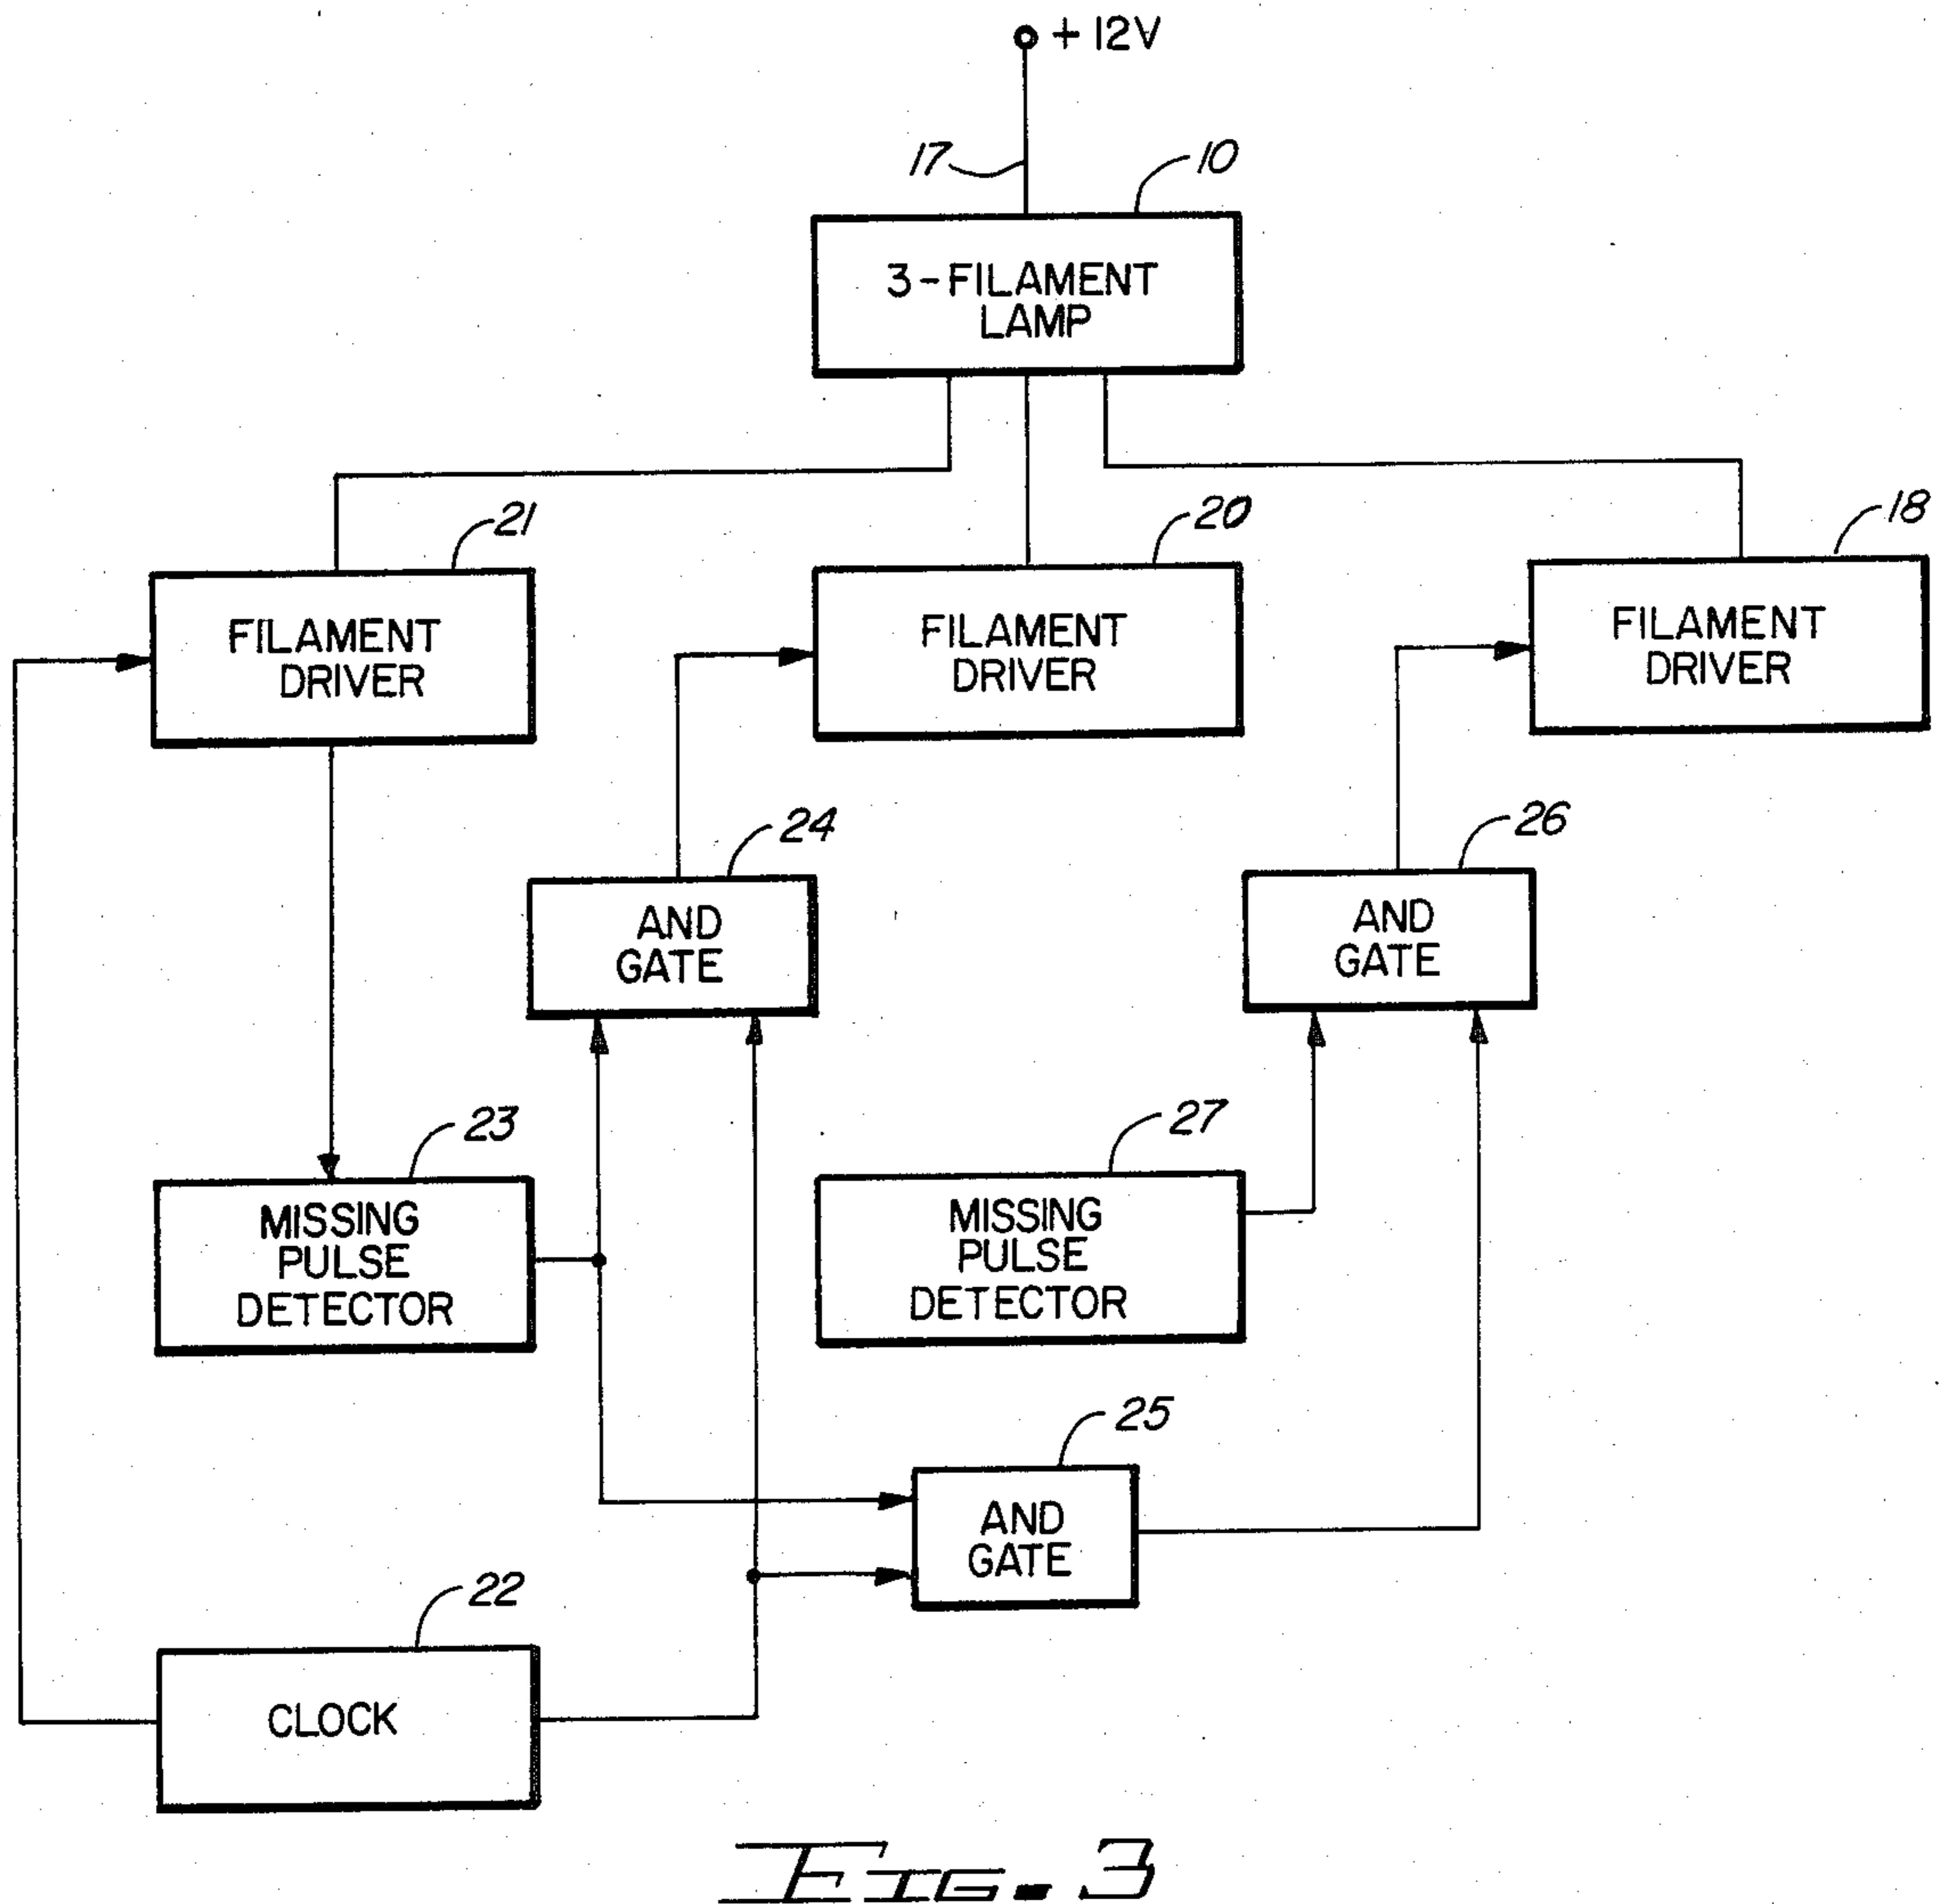 +12V
17
10
3-FILAMENT
LAMP
21
20
18
FILAMENT
DRIVER
FILAMENT
DRIVER
FILAMENT
DRIVER
24
26
AND
GATE
AND
GATE
23
27
MISSING
PULSE
DETECTOR
MISSING
PULSE
DETECTOR
25
AND
GATE
22
CLOCK
FIG. 3